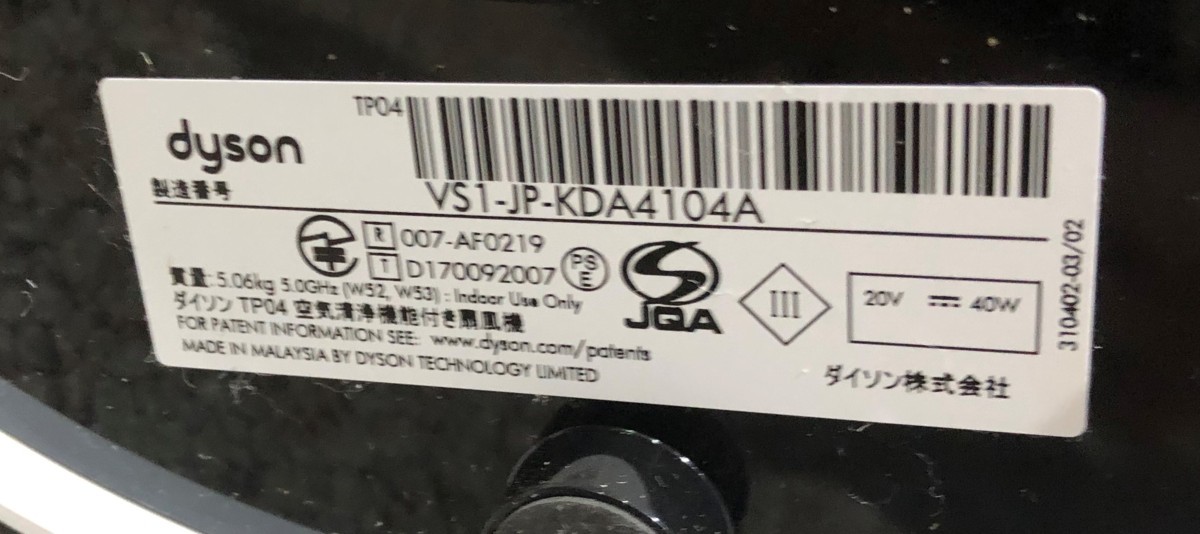 TP04
dyson
製造番号
VS1-JP-KDA4104A
R 007-AF0219
T D170092007
PSE
JQA
III
20V ⎓ 40W
310402-03/02
質量: 5.06kg 5.0GHz (W52, W53) : Indoor Use Only
ダイソン TP04 空気清浄機能付き扇風機
FOR PATENT INFORMATION SEE: www.dyson.com/patents
MADE IN MALAYSIA BY DYSON TECHNOLOGY LIMITED
ダイソン株式会社